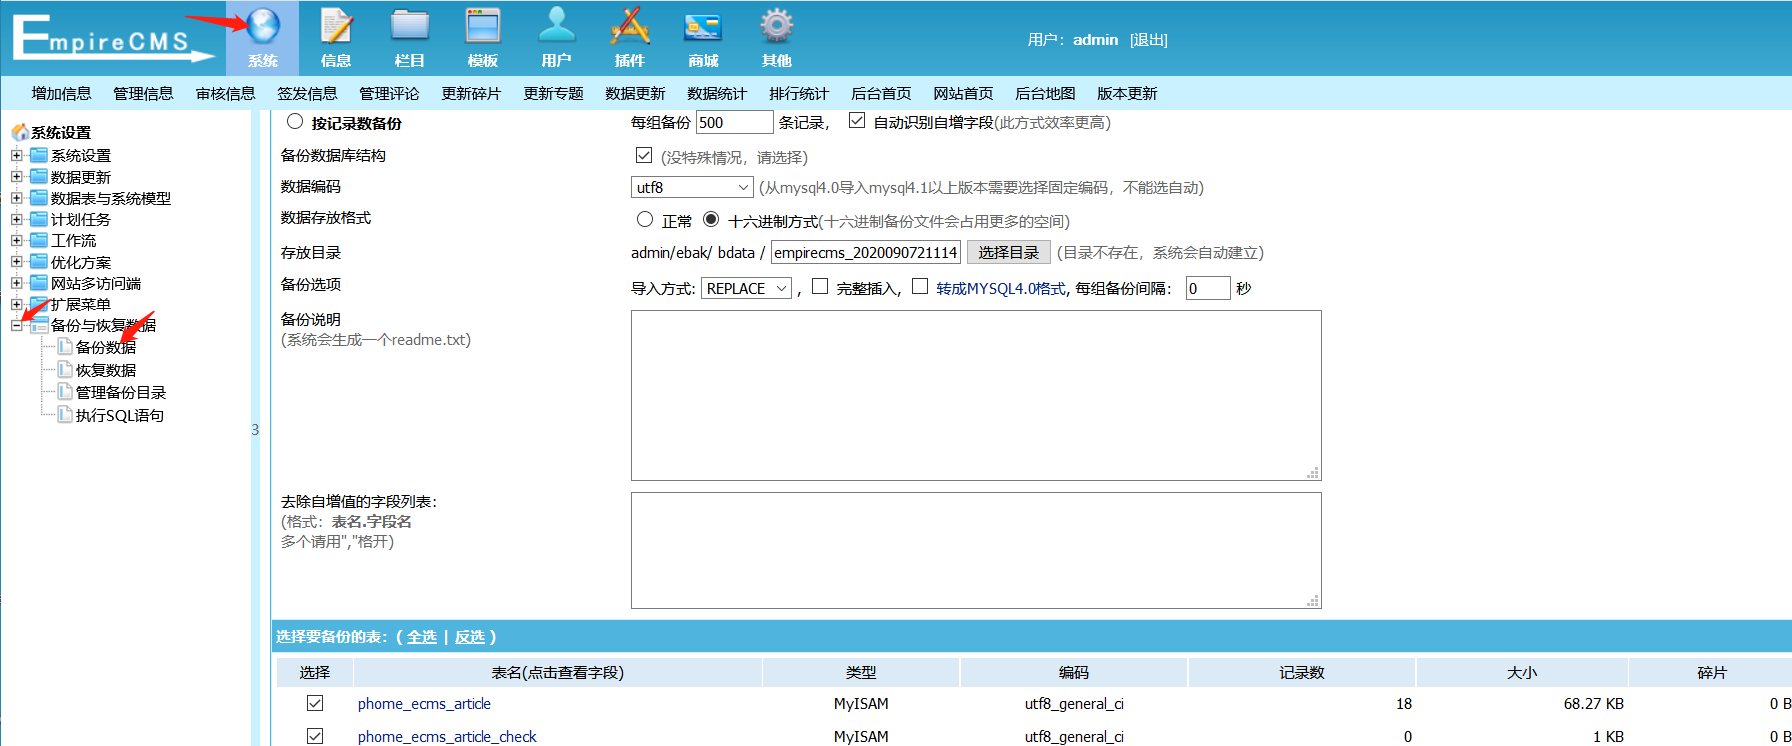 EmpireCMS
系统
信息
栏目
模板
用户
插件
商城
其他
用户：admin [退出]
增加信息 管理信息 审核信息 签发信息 管理评论 更新碎片 更新专题 数据更新 数据统计 排行统计 后台首页 网站首页 后台地图 版本更新
系统设置
系统设置
数据更新
数据表与系统模型
计划任务
工作流
优化方案
网站多访问端
扩展菜单
备份与恢复数据
备份数据
恢复数据
管理备份目录
执行SQL语句
3
按记录数备份 每组备份 500 条记录， 自动识别自增字段(此方式效率更高)
备份数据库结构 (没特殊情况，请选择)
数据编码 utf8 (从mysql4.0导入mysql4.1以上版本需要选择固定编码，不能选自动)
数据存放格式 正常 十六进制方式(十六进制备份文件会占用更多的空间)
存放目录 admin/ebak/ bdata / empirecms_2020090721114 选择目录 (目录不存在，系统会自动建立)
备份选项 导入方式: REPLACE ， 完整插入， 转成MYSQL4.0格式, 每组备份间隔： 0 秒
备份说明
(系统会生成一个readme.txt)
去除自增值的字段列表：
(格式：表名.字段名
多个请用","格开)
选择要备份的表：( 全选 | 反选 )
选择 表名(点击查看字段) 类型 编码 记录数 大小 碎片
phome_ecms_article MyISAM utf8_general_ci 18 68.27 KB 0 B
phome_ecms_article_check MyISAM utf8_general_ci 0 1 KB 0 B